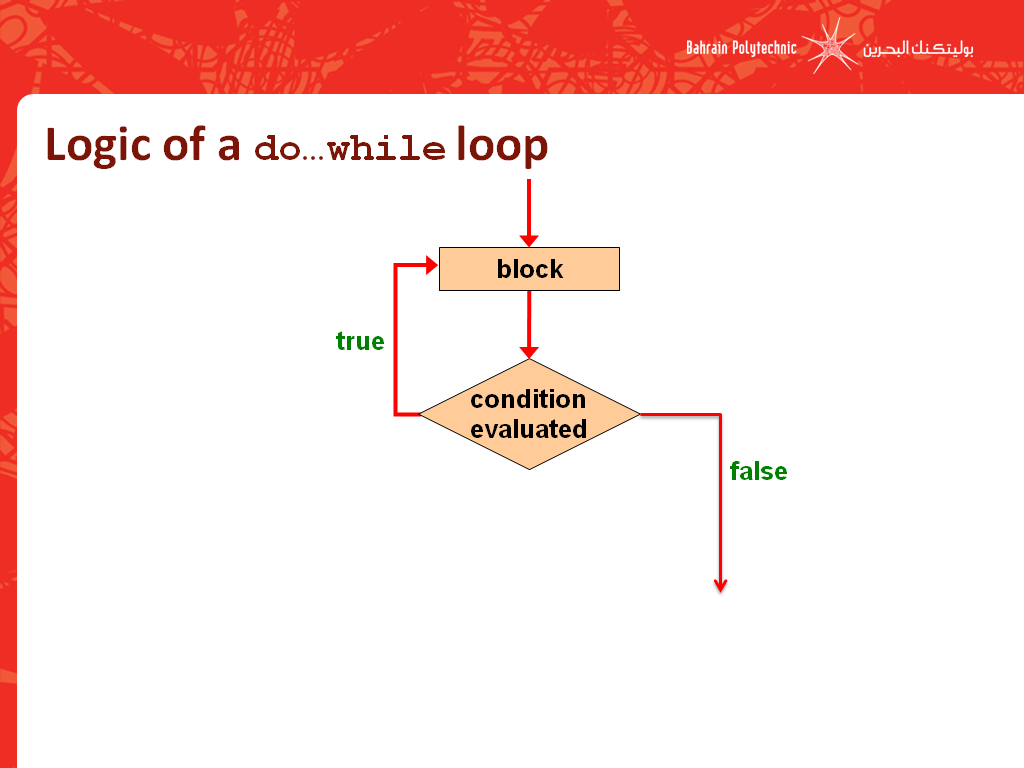 Bahrain Polytechnic بوليتكنك البحرين
Logic of a do…while loop
block
true
condition
evaluated
false